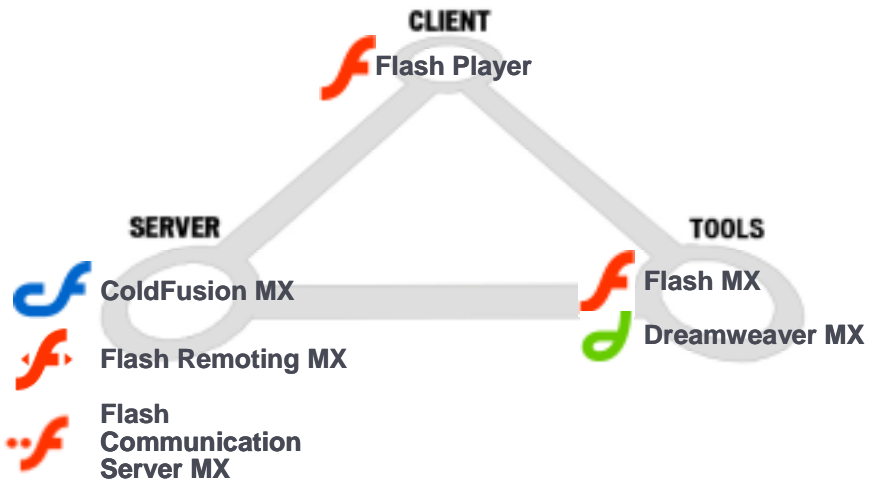 CLIENT
Flash Player
SERVER
ColdFusion MX
Flash Remoting MX
Flash
Communication
Server MX
TOOLS
Flash MX
Dreamweaver MX